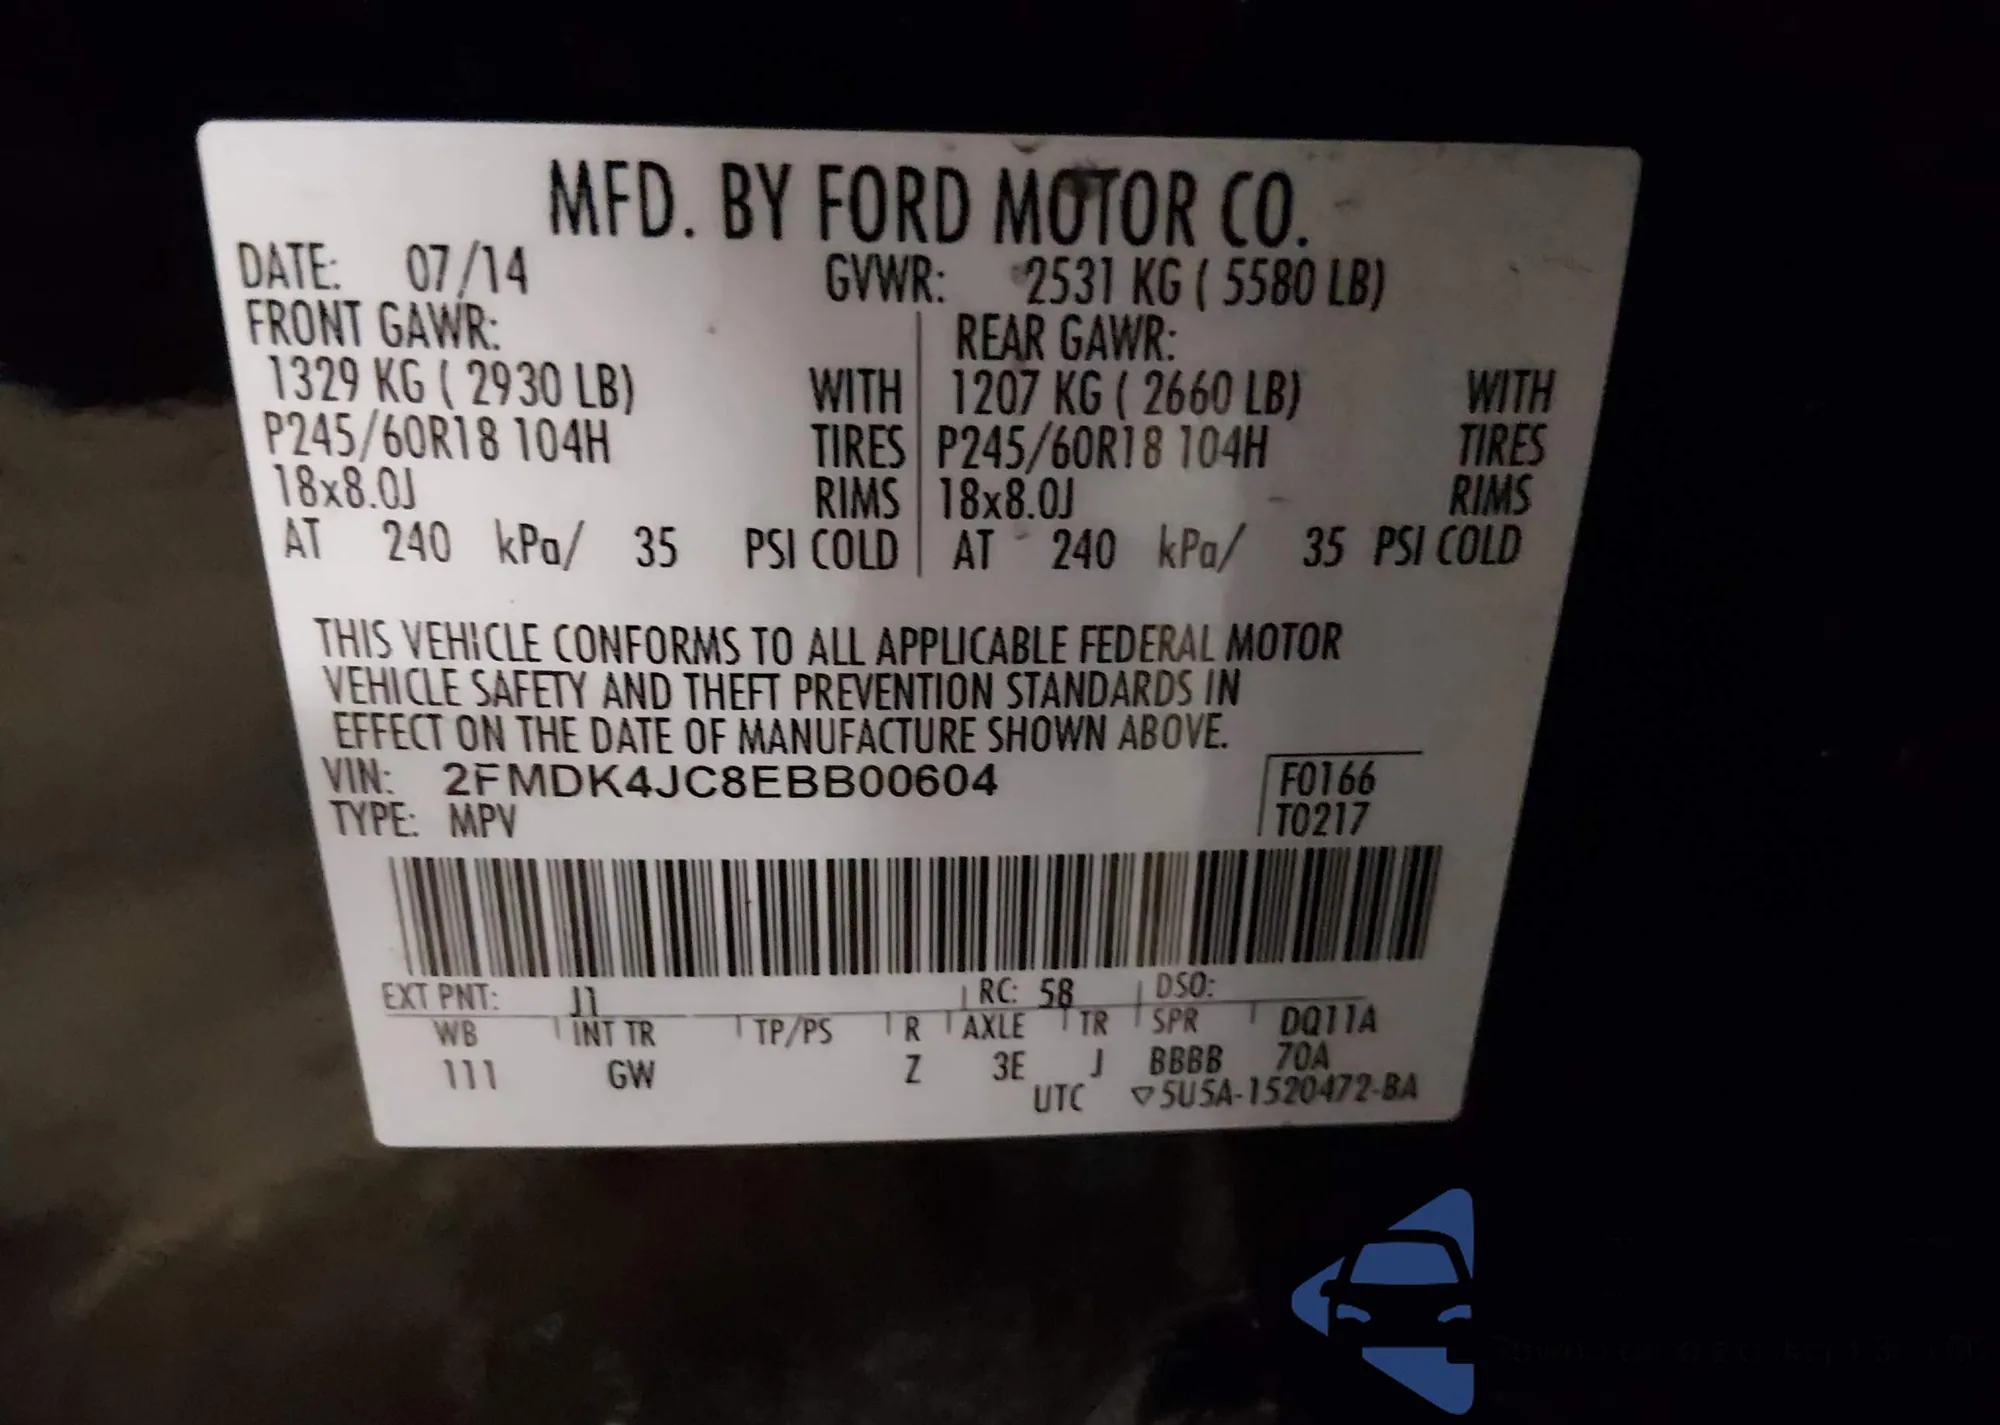 MFD. BY FORD MOTOR CO.
DATE: 07/14 GVWR: 2531 KG ( 5580 LB)
FRONT GAWR: REAR GAWR:
1329 KG ( 2930 LB) WITH 1207 KG ( 2660 LB) WITH
P245/60R18 104H TIRES P245/60R18 104H TIRES
18x8.0J RIMS 18x8.0J RIMS
AT 240 kPa/ 35 PSI COLD AT 240 kPa/ 35 PSI COLD
THIS VEHICLE CONFORMS TO ALL APPLICABLE FEDERAL MOTOR
VEHICLE SAFETY AND THEFT PREVENTION STANDARDS IN
EFFECT ON THE DATE OF MANUFACTURE SHOWN ABOVE.
VIN: 2FMDK4JC8EBB00604 F0166
TYPE: MPV T0217
EXT PNT: J1 RC: 58 DSO:
WB INT TR TP/PS R AXLE TR SPR DQ11A
111 GW Z 3E J BBBB 70A
UTC ▽5U5A-1520472-BA